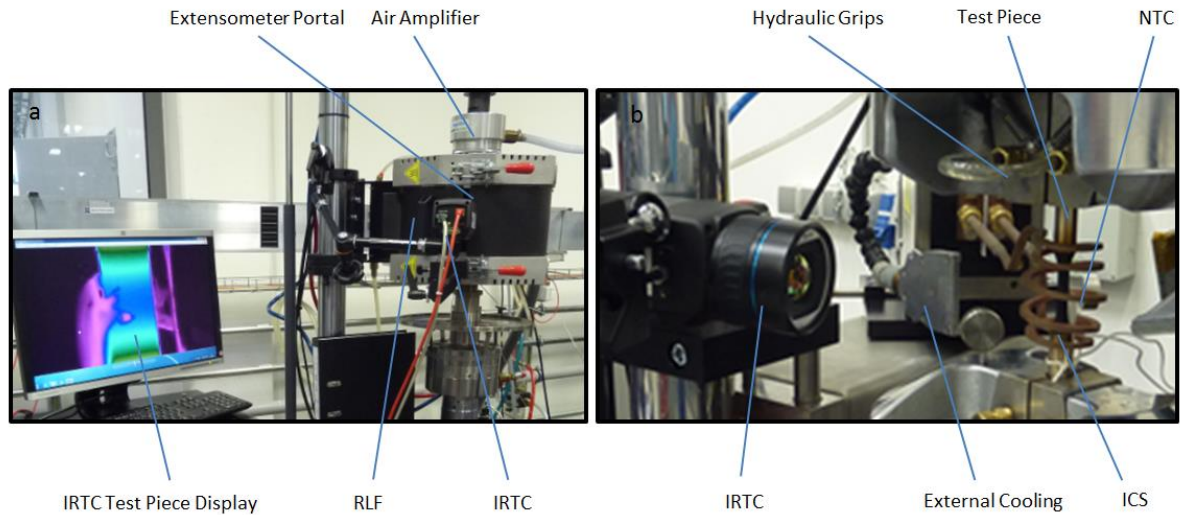 Extensometer Portal Air Amplifier Hydraulic Grips Test Piece NTC
a
b
IRTC Test Piece Display RLF IRTC IRTC External Cooling ICS